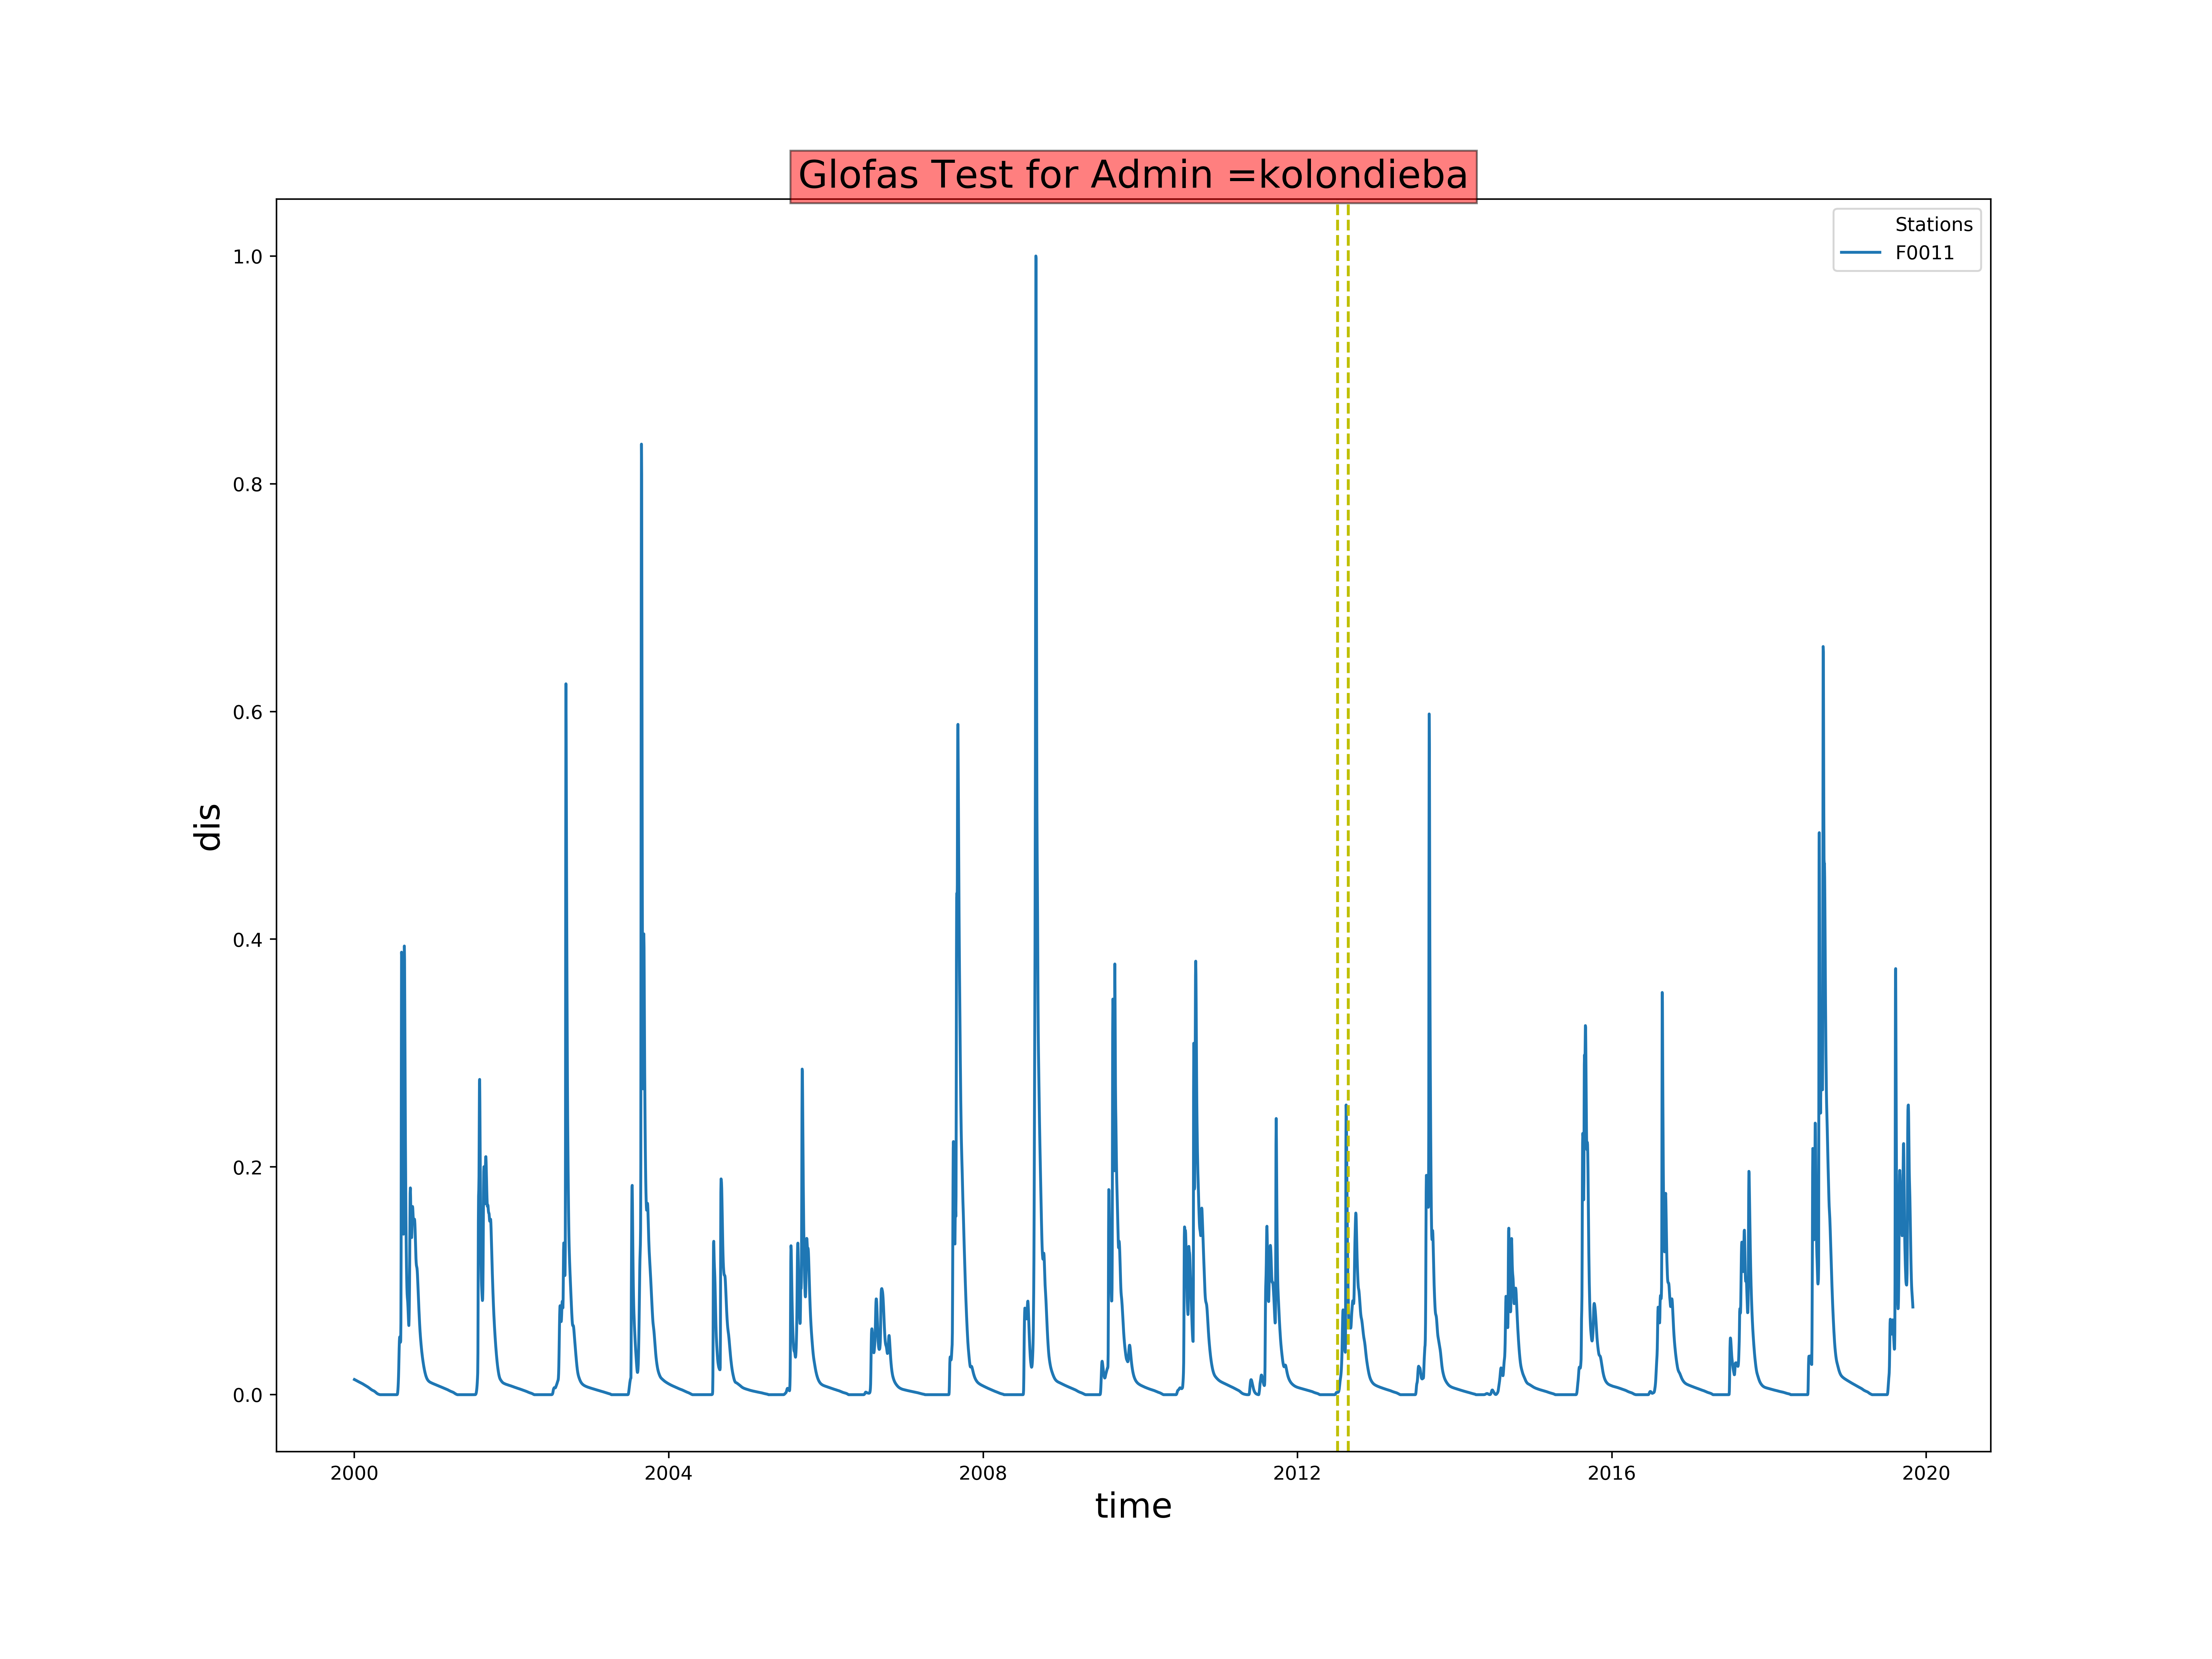 Glofas Test for Admin =kolondieba
Stations
F0011
1.0
0.8
0.6
0.4
0.2
0.0
dis
2000 2004 2008 2012 2016 2020
time